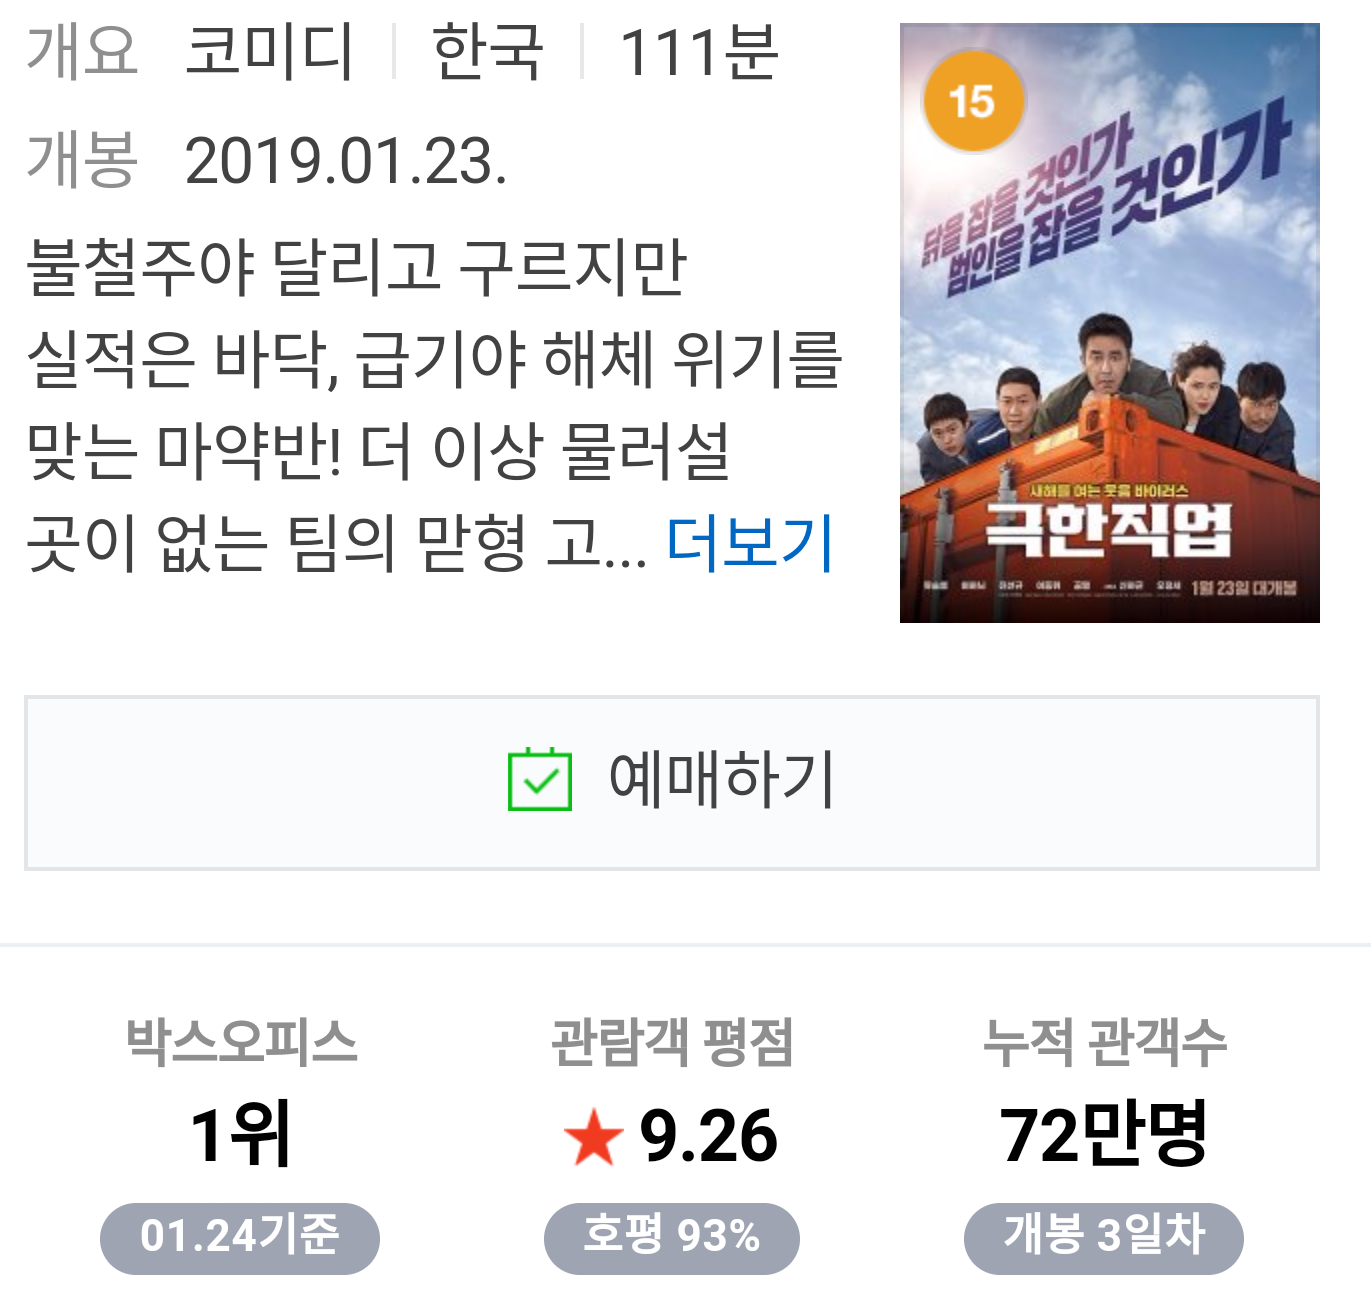 개요 코미디 한국 111분
개봉 2019.01.23.
불철주야 달리고 구르지만
실적은 바닥, 급기야 해체 위기를
맞는 마약반! 더 이상 물러설
곳이 없는 팀의 맏형 고... 더보기
15
닭을 잡을 것인가
범인을 잡을 것인가
새해를 여는 웃음 바이러스
극한직업
1월 23일 대개봉
예매하기
박스오피스 관람객 평점 누적 관객수
1위 9.26 72만명
01.24기준 호평 93% 개봉 3일차